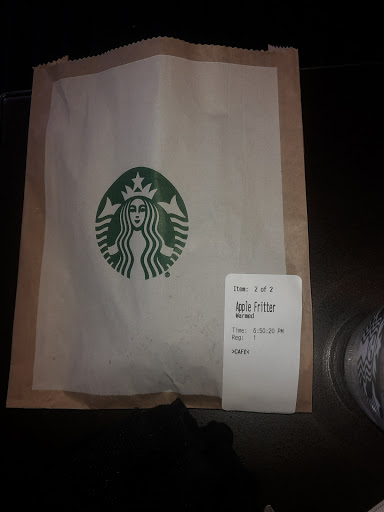 Item: 2 of 2
Apple Fritter
Warmed
Time: 6:50:20 PM
Reg: 1
>CAFE<